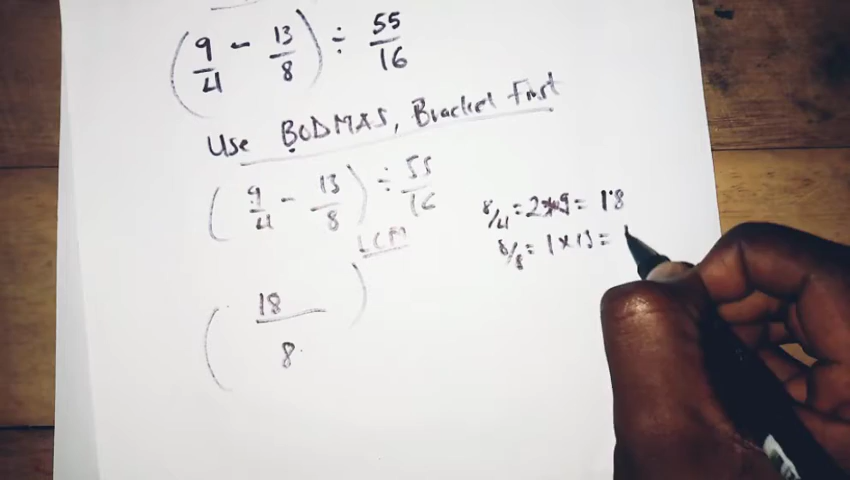 (9/4 - 13/8) ÷ 55/16
Use BODMAS, Bracket First
(9/4 - 13/8) ÷ 55/16
8/4 = 2×9 = 18
8/8 = 1×13 = 1
LCM
(18/8)